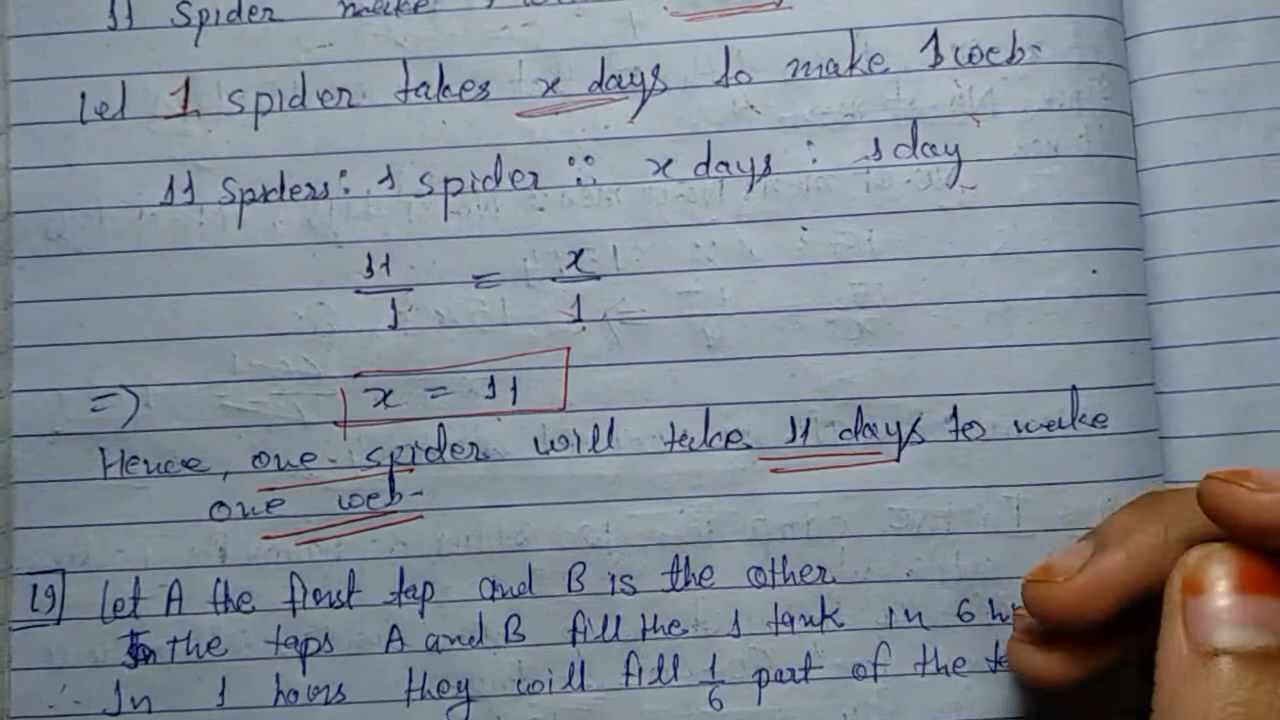 11 Spider make
Let 1 spider takes x days to make 1 web.
11 Spiders : 1 spider :: x days : 1 day
11/1 = x/1
=> x = 11
Hence, one spider will take 11 days to make
one web.
19 Let A the first tap and B is the other
the taps A and B fill the 1 tank in 6
∴ In 1 hours they will fill 1/6 part of the